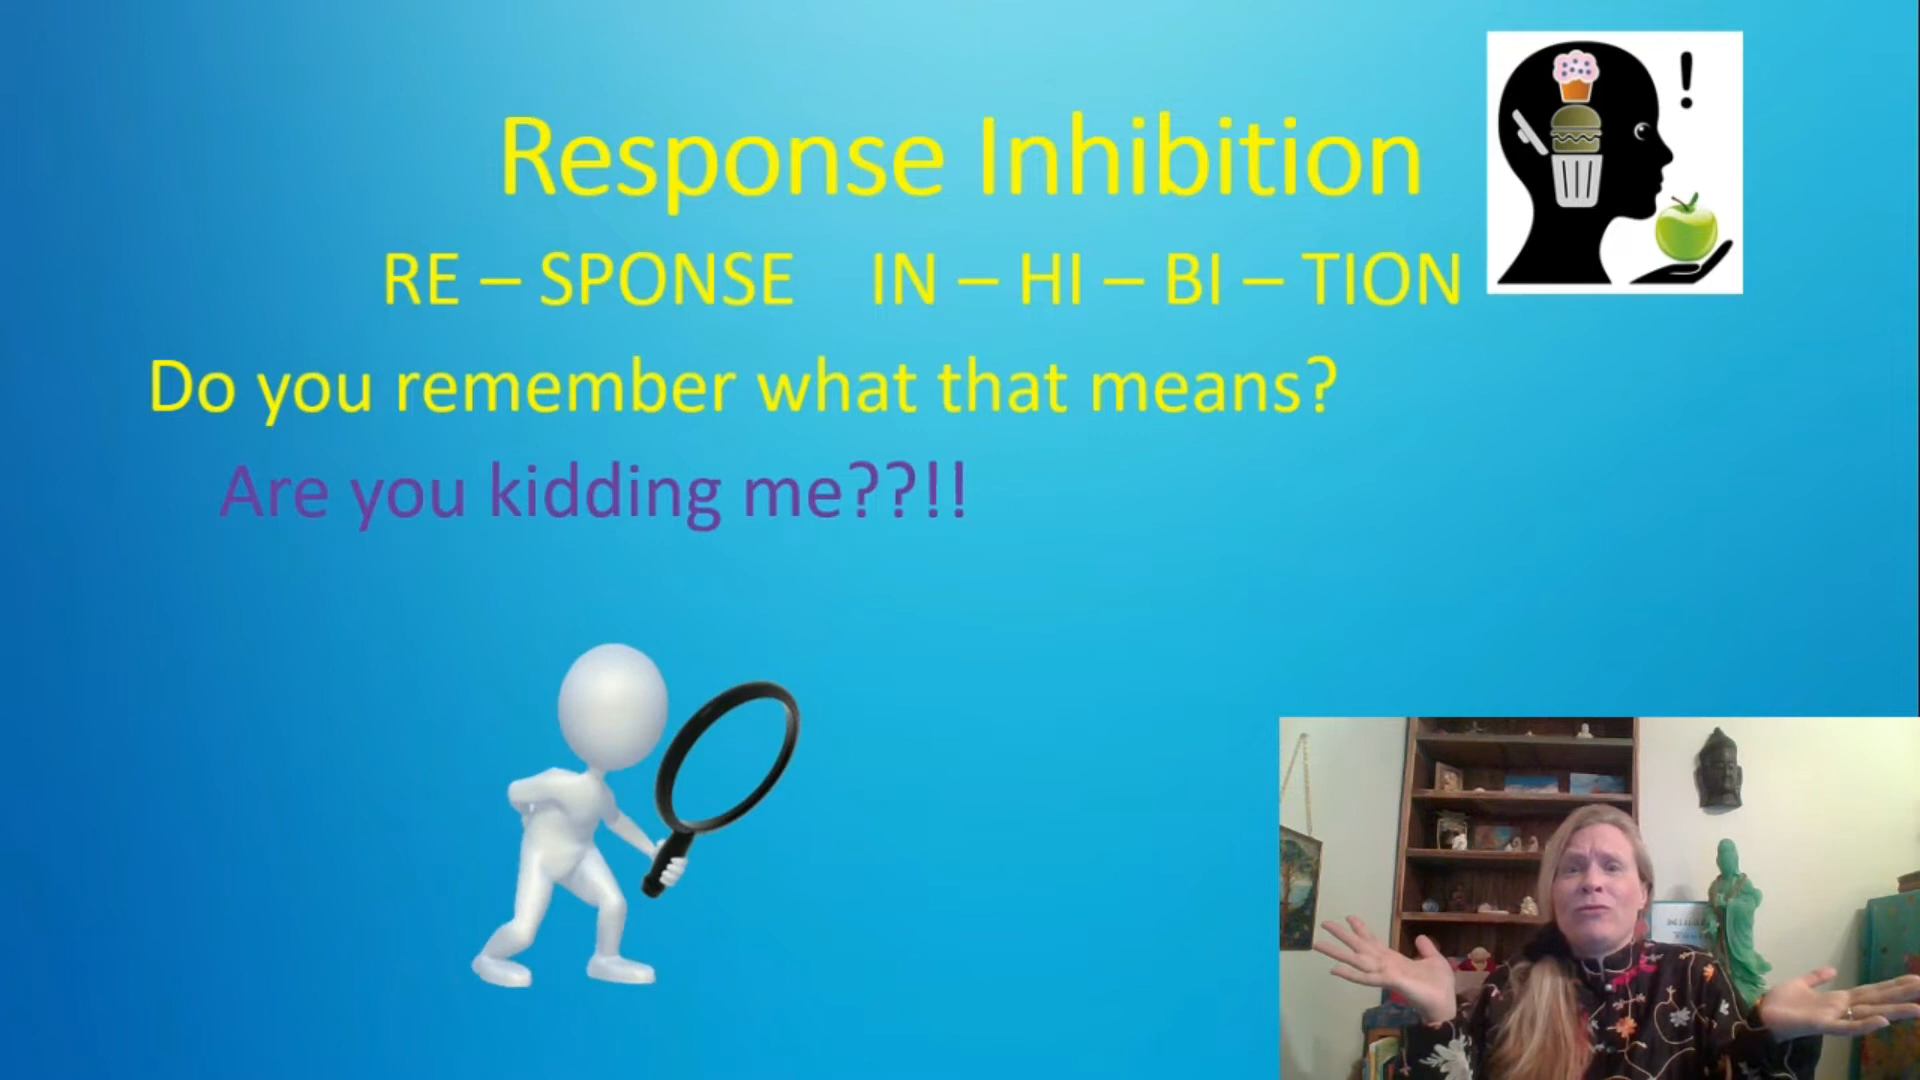 Response Inhibition
RE – SPONSE IN – HI – BI – TION
Do you remember what that means?
Are you kidding me??!!